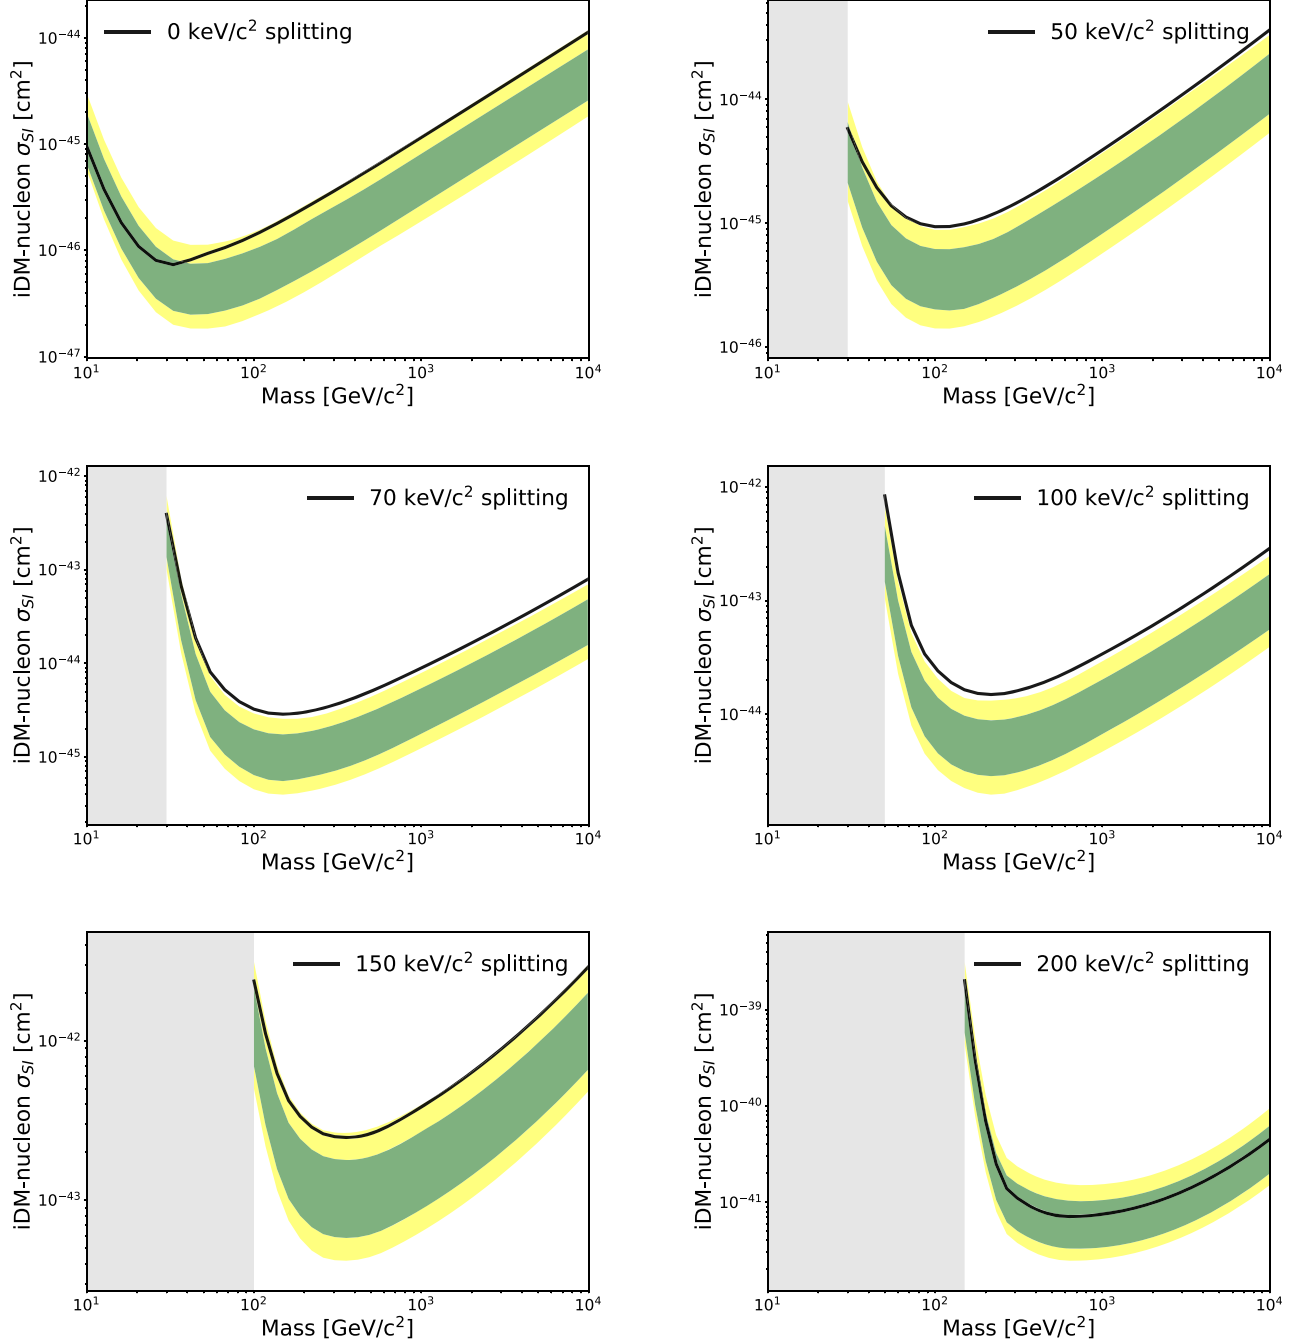 0 keV/c² splitting
iDM-nucleon σ_SI [cm²]
10⁻⁴⁴
10⁻⁴⁵
10⁻⁴⁶
10⁻⁴⁷
10¹ 10² 10³ 10⁴
Mass [GeV/c²]
50 keV/c² splitting
iDM-nucleon σ_SI [cm²]
10⁻⁴⁴
10⁻⁴⁵
10⁻⁴⁶
10¹ 10² 10³ 10⁴
Mass [GeV/c²]
70 keV/c² splitting
iDM-nucleon σ_SI [cm²]
10⁻⁴²
10⁻⁴³
10⁻⁴⁴
10⁻⁴⁵
10¹ 10² 10³ 10⁴
Mass [GeV/c²]
100 keV/c² splitting
iDM-nucleon σ_SI [cm²]
10⁻⁴²
10⁻⁴³
10⁻⁴⁴
10¹ 10² 10³ 10⁴
Mass [GeV/c²]
150 keV/c² splitting
iDM-nucleon σ_SI [cm²]
10⁻⁴²
10⁻⁴³
10¹ 10² 10³ 10⁴
Mass [GeV/c²]
200 keV/c² splitting
iDM-nucleon σ_SI [cm²]
10⁻³⁹
10⁻⁴⁰
10⁻⁴¹
10¹ 10² 10³ 10⁴
Mass [GeV/c²]